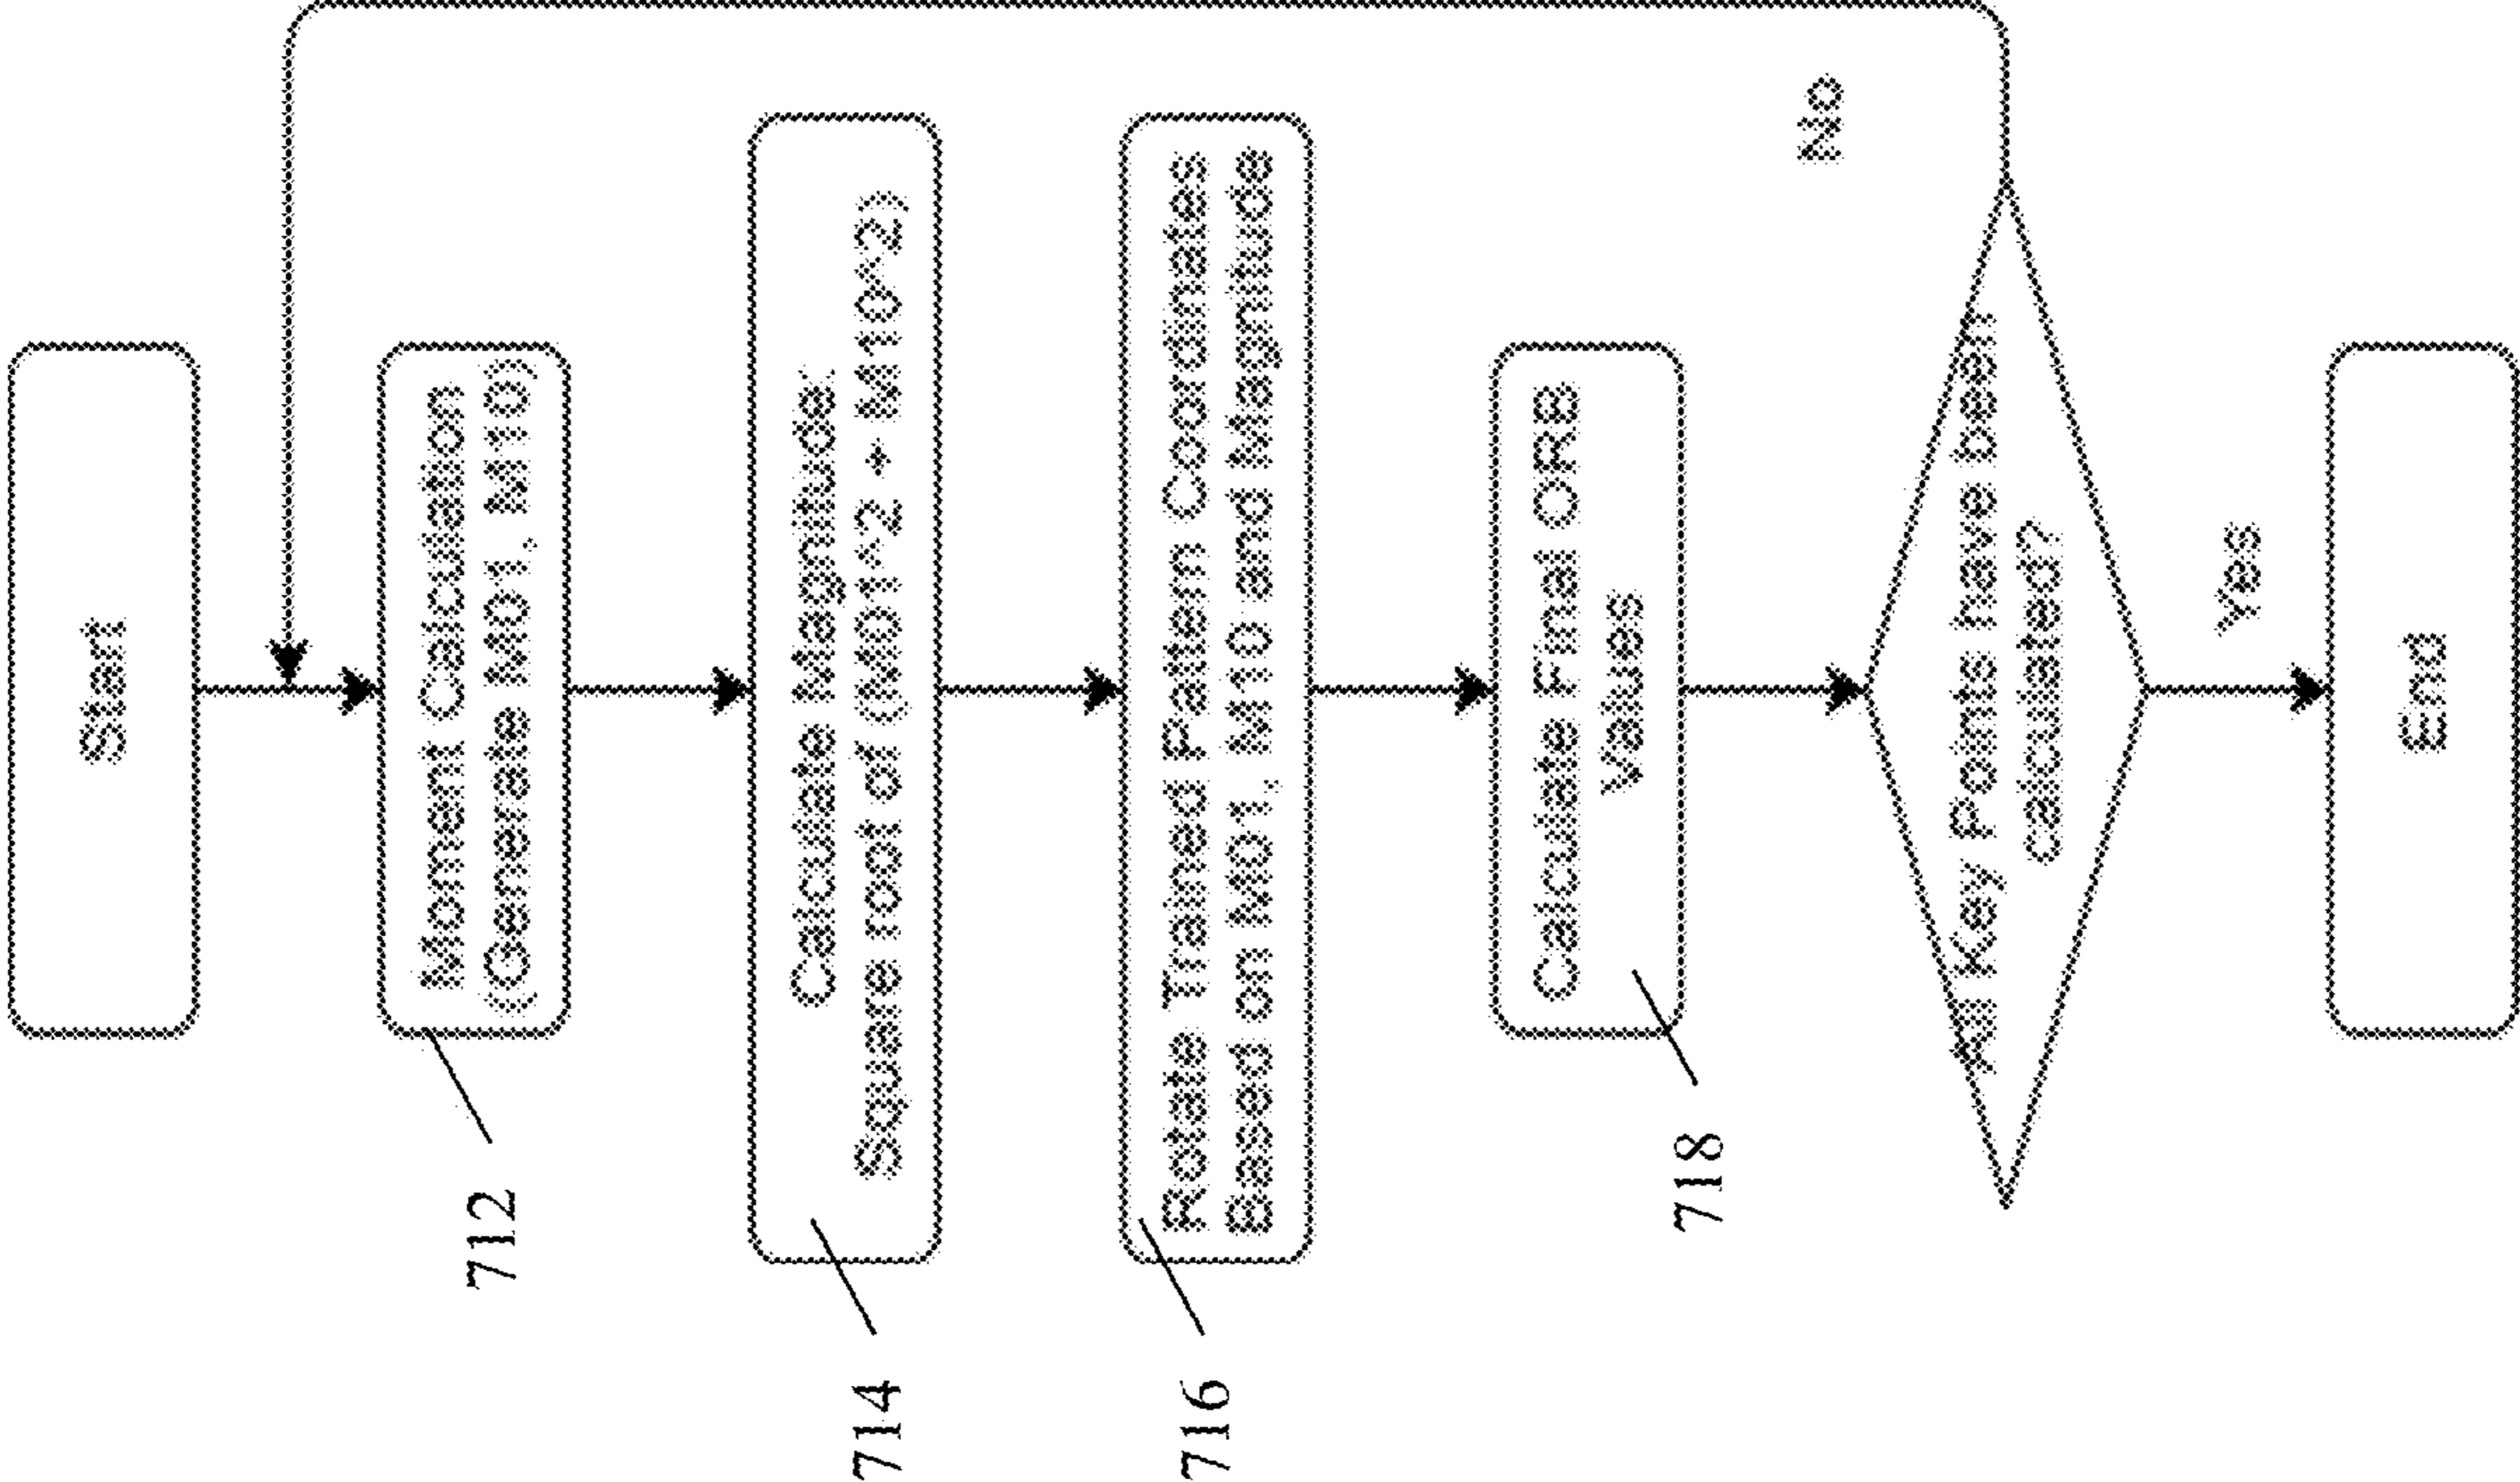 Start
Moment Calculation
(Generate M01, M10)
712
Calculate Magnitude.
Square root of (M01^2 + M10^2)
714
Rotate Trained Pattern Coordinates
Based on M01, M10 and Magnitude
716
Calculate Final ORB
values
718
All Key Points have been
calculated?
No
Yes
End